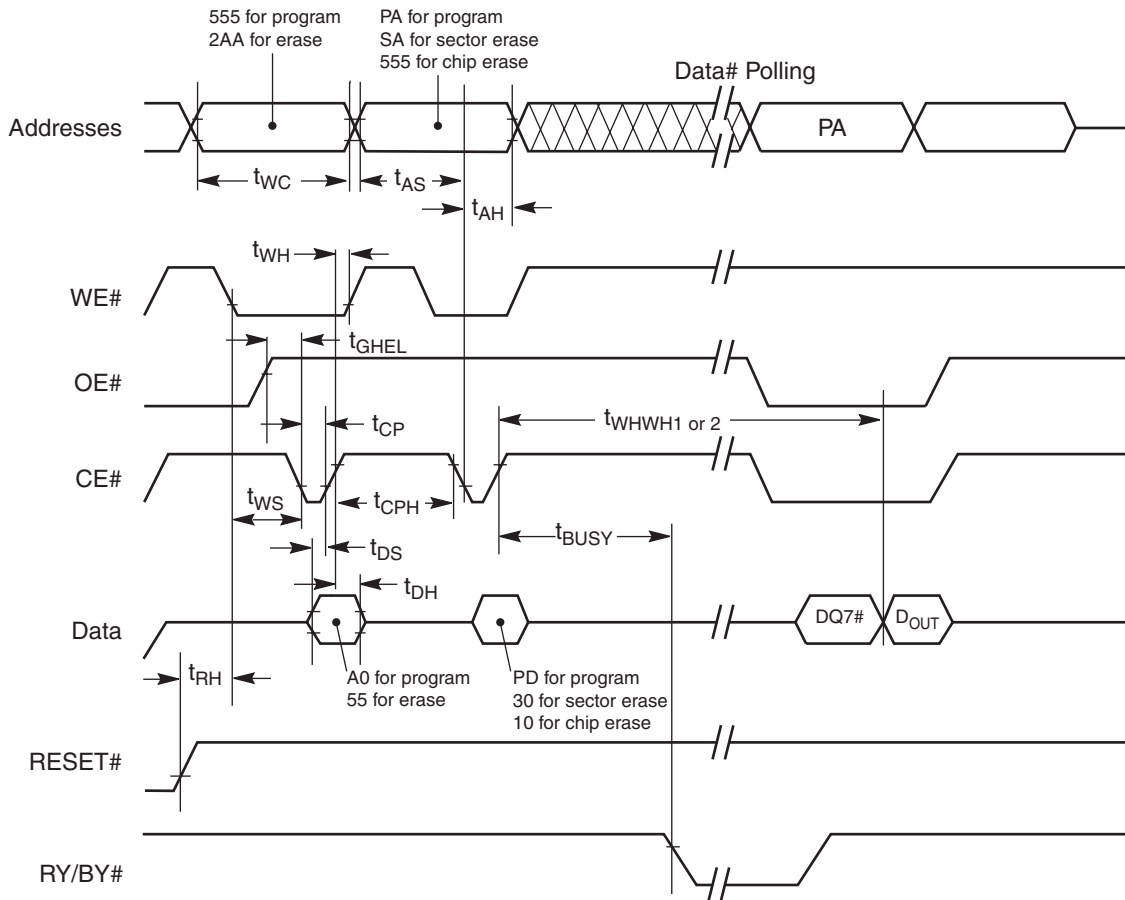 555 for program
2AA for erase
PA for program
SA for sector erase
555 for chip erase
Data# Polling
Addresses
PA
tWC
tAS
tAH
tWH
WE#
tGHEL
OE#
tWHWH1 or 2
tCP
CE#
tWS
tCPH
tBUSY
tDS
tDH
Data
DQ7#
DOUT
tRH
A0 for program
55 for erase
PD for program
30 for sector erase
10 for chip erase
RESET#
RY/BY#